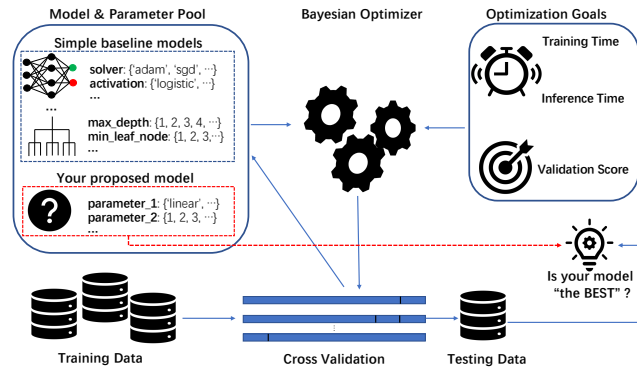 Model & Parameter Pool
Bayesian Optimizer
Optimization Goals
Simple baseline models
solver: {'adam', 'sgd', ···}
activation: {'logistic', ···}
...
...
max_depth: {1, 2, 3, 4, ···}
min_leaf_node: {1, 2, 3,···}
...
Your proposed model
?
parameter_1: {'linear', ···}
parameter_2: {1, 2, 3, ···}
...
Training Time
Inference Time
Validation Score
Is your model
"the BEST" ?
Training Data
Cross Validation
Testing Data